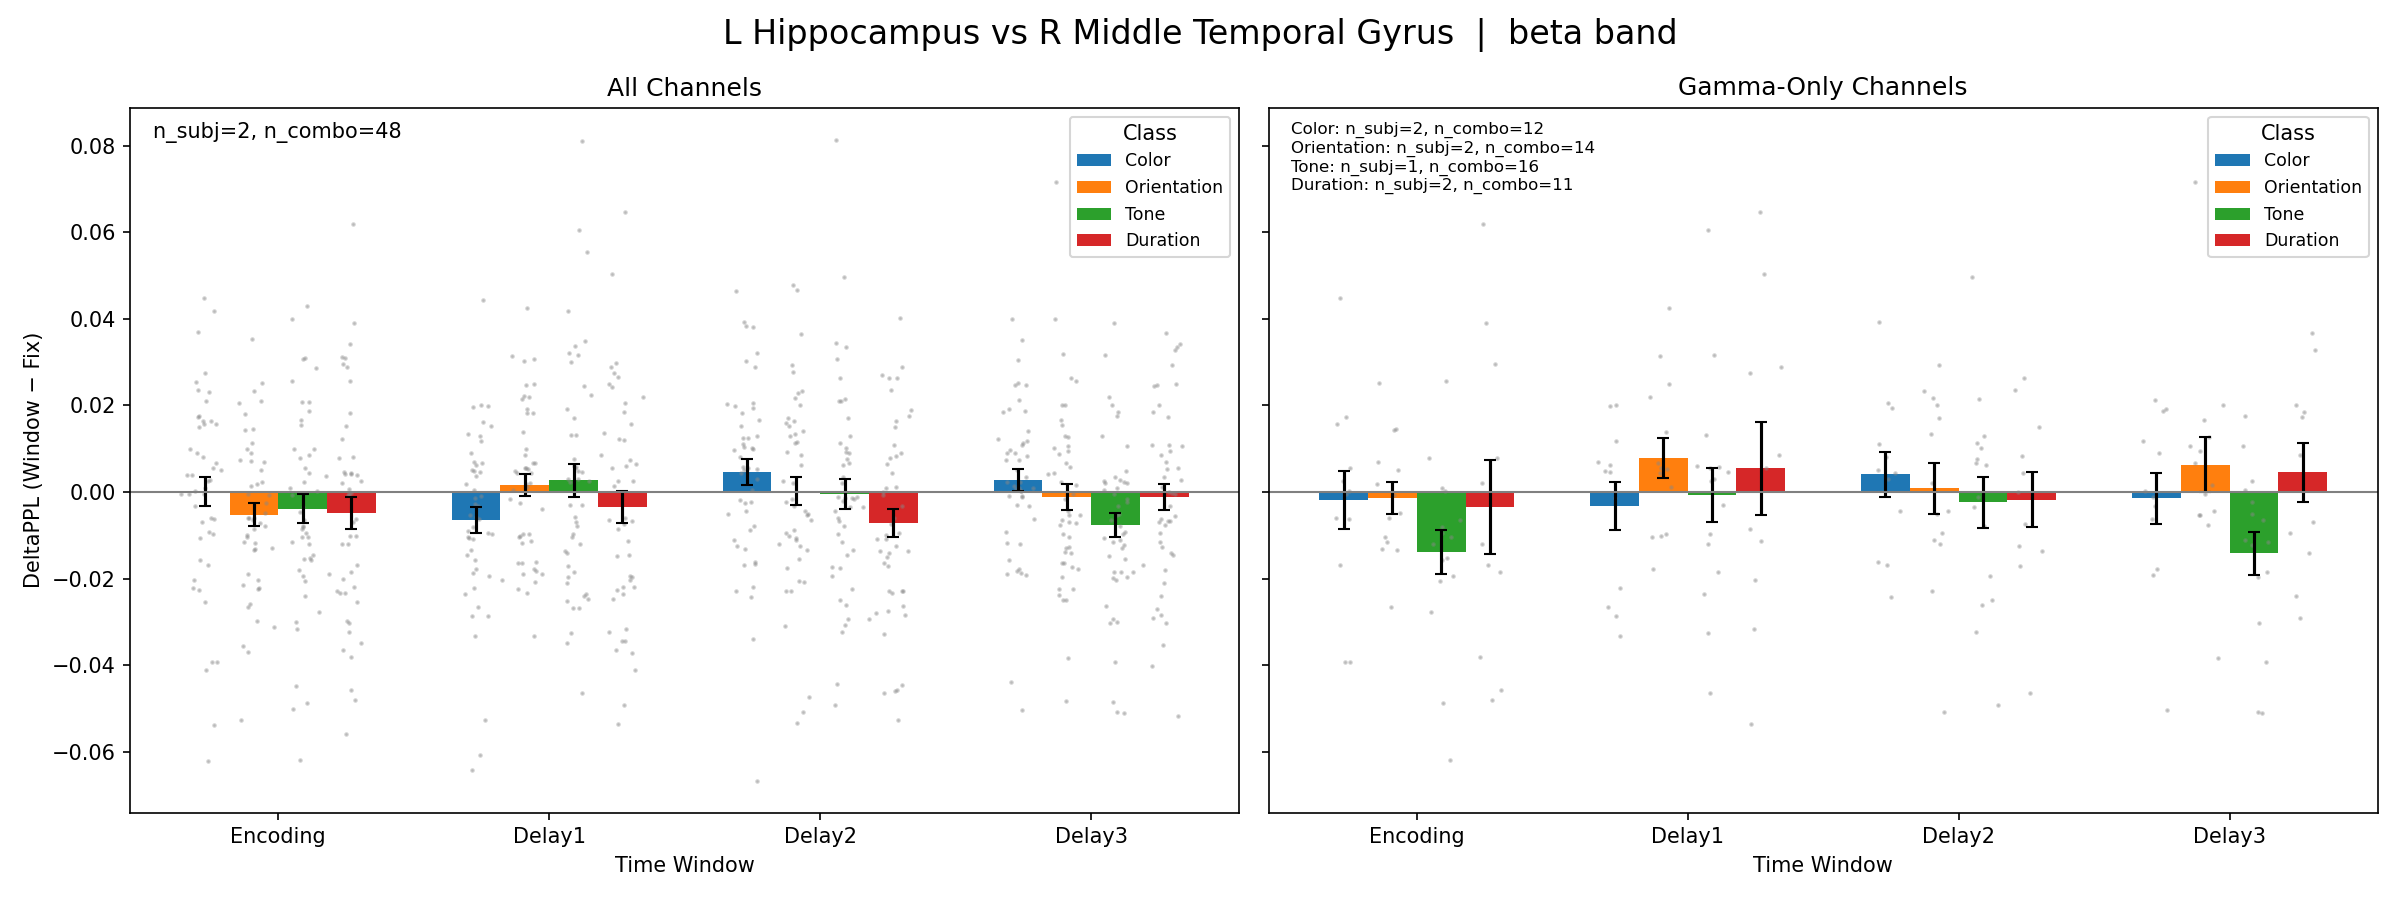 L Hippocampus vs R Middle Temporal Gyrus | beta band
All Channels
n_subj=2, n_combo=48
Class
Color
Orientation
Tone
Duration
DeltaPPL (Window − Fix)
0.08
0.06
0.04
0.02
0.00
−0.02
−0.04
−0.06
Encoding
Delay1
Delay2
Delay3
Time Window
Gamma-Only Channels
Color: n_subj=2, n_combo=12
Orientation: n_subj=2, n_combo=14
Tone: n_subj=1, n_combo=16
Duration: n_subj=2, n_combo=11
Class
Color
Orientation
Tone
Duration
Encoding
Delay1
Delay2
Delay3
Time Window